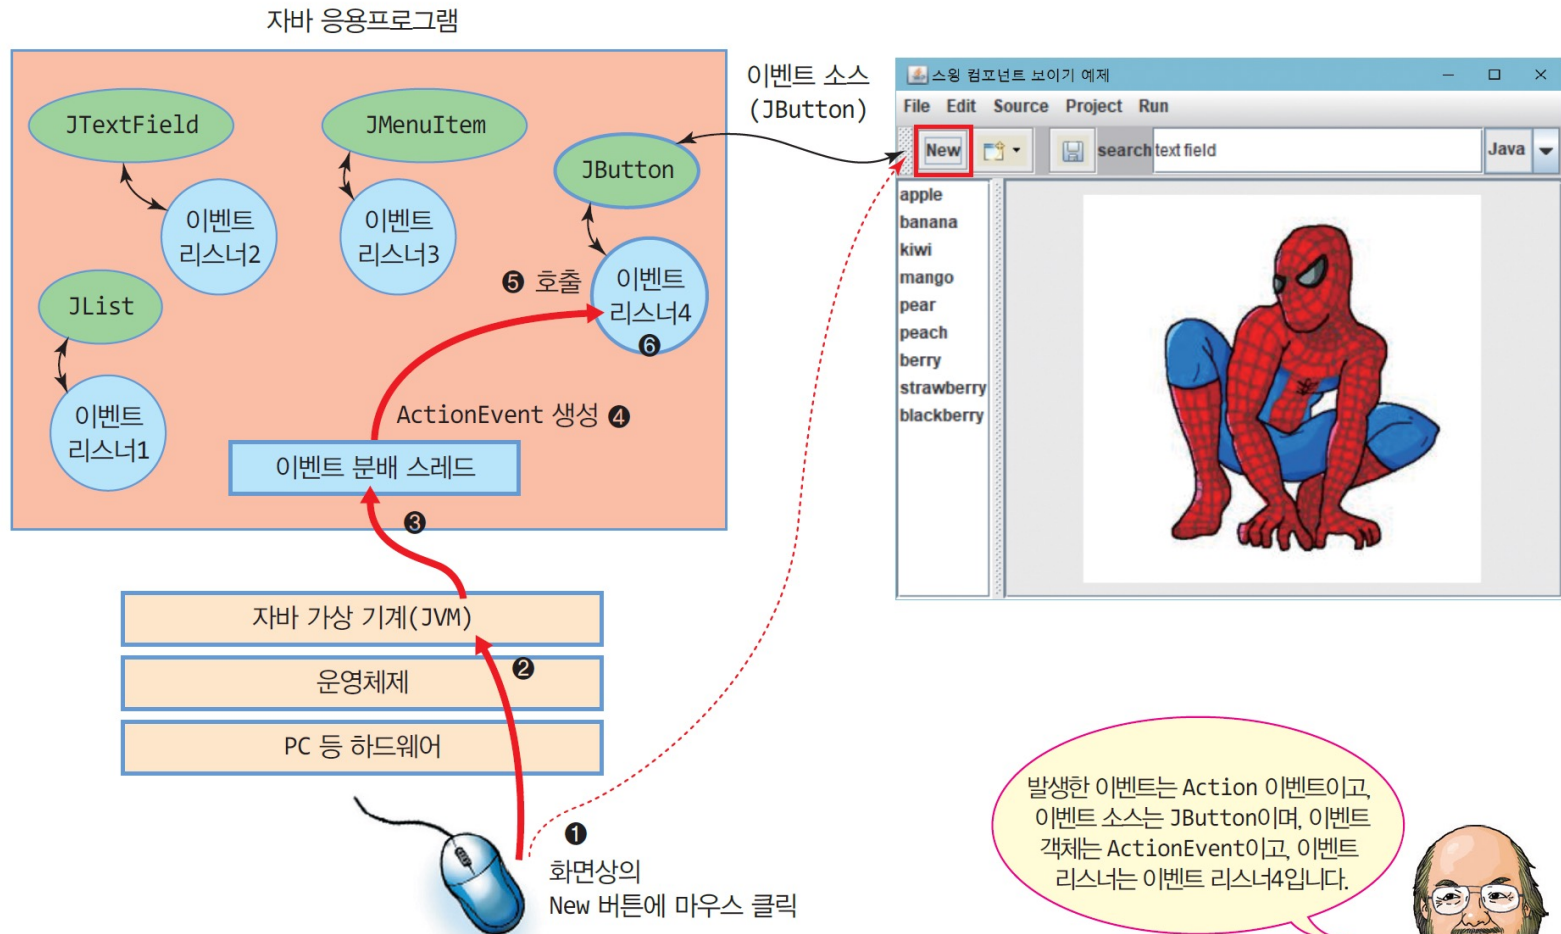 자바 응용프로그램
JTextField
이벤트
리스너2
JMenuItem
이벤트
리스너3
JButton
이벤트
리스너4
❻
❺ 호출
JList
이벤트
리스너1
ActionEvent 생성 ❹
이벤트 분배 스레드
❸
자바 가상 기계(JVM)
❷
운영체제
PC 등 하드웨어
❶
화면상의
New 버튼에 마우스 클릭
이벤트 소스
(JButton)
스윙 컴포넌트 보이기 예제
File Edit Source Project Run
New search text field Java
apple
banana
kiwi
mango
pear
peach
berry
strawberry
blackberry
발생한 이벤트는 Action 이벤트이고,
이벤트 소스는 JButton이며, 이벤트
객체는 ActionEvent이고, 이벤트
리스너는 이벤트 리스너4입니다.